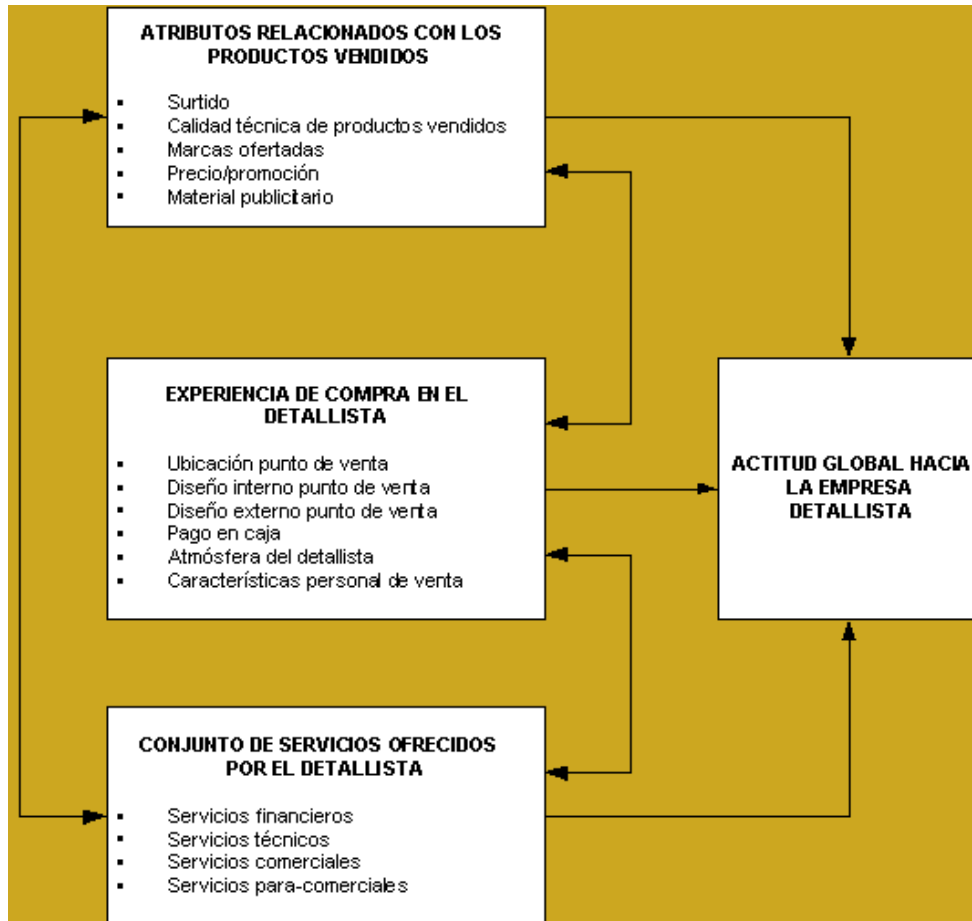 ATRIBUTOS RELACIONADOS CON LOS
PRODUCTOS VENDIDOS
▪ Surtido
▪ Calidad técnica de productos vendidos
▪ Marcas ofertadas
▪ Precio/promoción
▪ Material publicitario
EXPERIENCIA DE COMPRA EN EL
DETALLISTA
▪ Ubicación punto de venta
▪ Diseño interno punto de venta
▪ Diseño externo punto de venta
▪ Pago en caja
▪ Atmósfera del detallista
▪ Características personal de venta
ACTITUD GLOBAL HACIA
LA EMPRESA
DETALLISTA
CONJUNTO DE SERVICIOS OFRECIDOS
POR EL DETALLISTA
▪ Servicios financieros
▪ Servicios técnicos
▪ Servicios comerciales
▪ Servicios para-comerciales